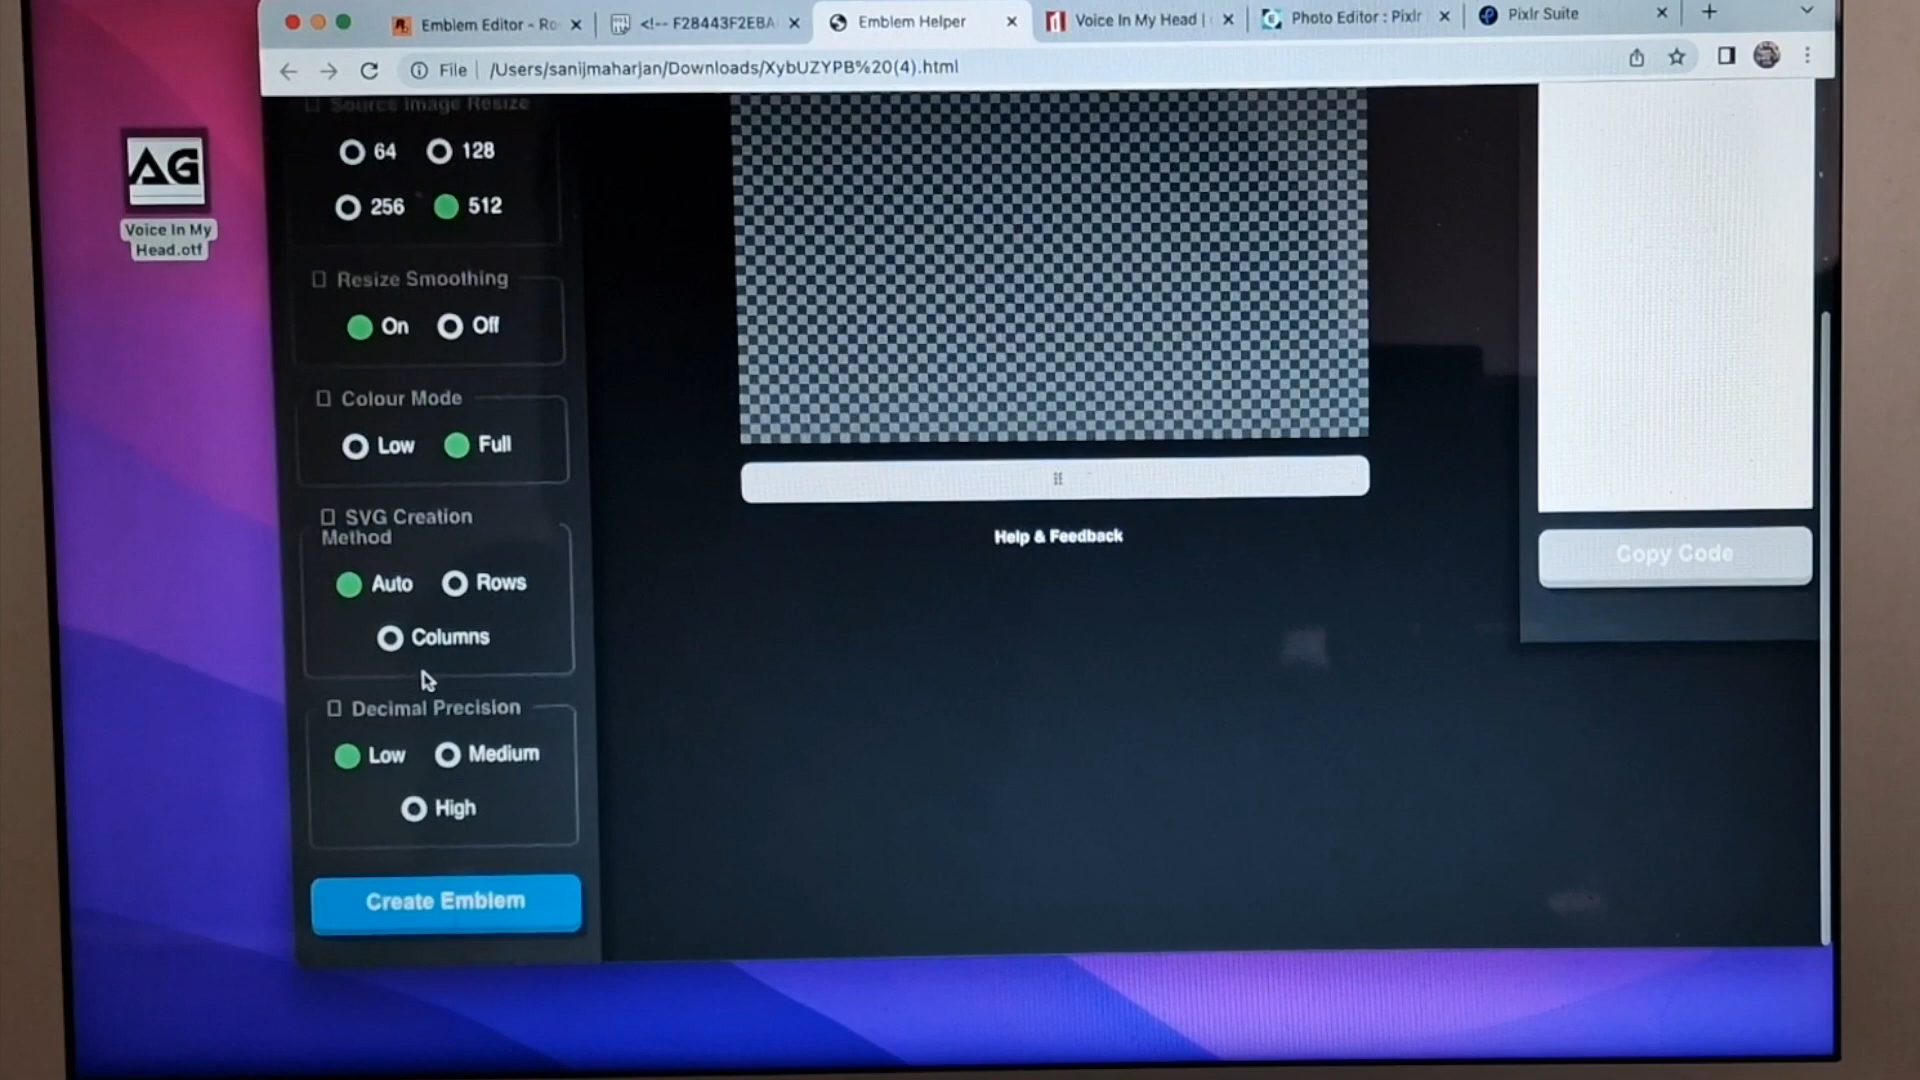 Emblem Editor - Ro
<!-- F28443F2EBA
Emblem Helper
Voice In My Head |
Photo Editor : Pixlr
Pixlr Suite
File | /Users/sanijmaharjan/Downloads/XybUZYPB%20(4).html
AG
Voice In My
Head.otf
Source Image Resize
64 128
256 512
Resize Smoothing
On Off
Colour Mode
Low Full
SVG Creation
Method
Auto Rows
Columns
Decimal Precision
Low Medium
High
Create Emblem
Help & Feedback
Copy Code